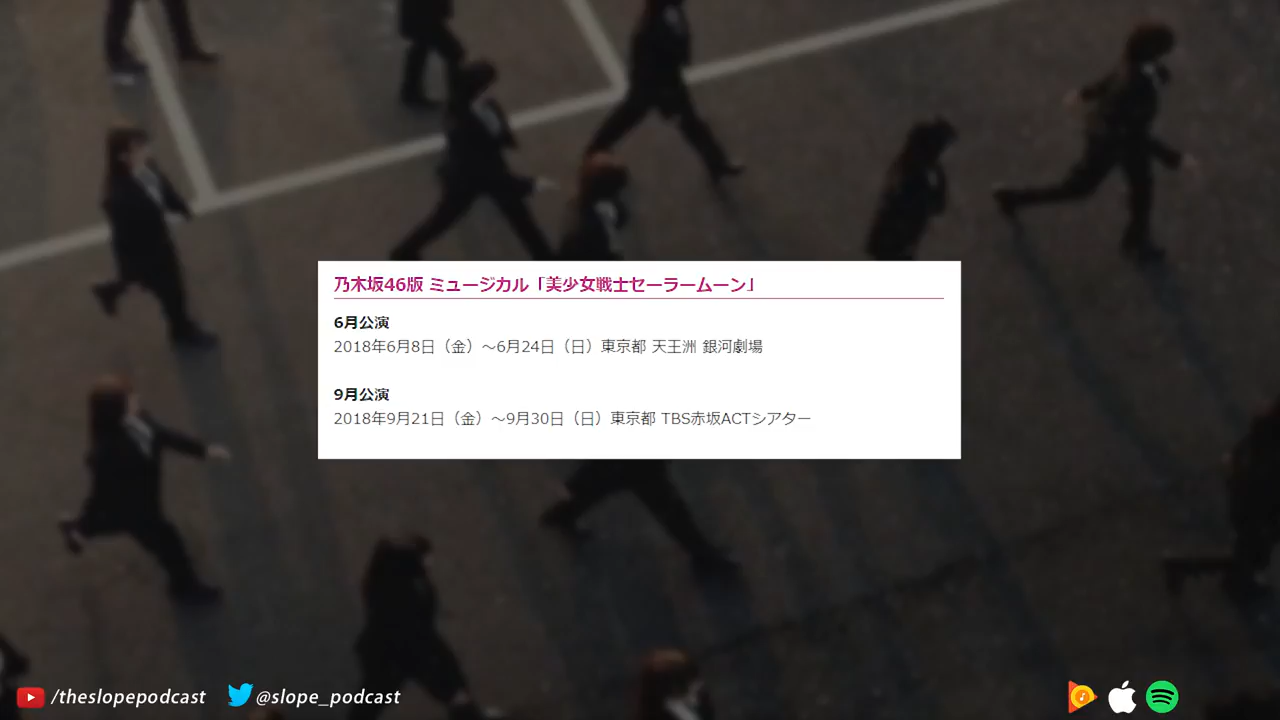 乃木坂46版 ミュージカル「美少女戦士セーラームーン」
6月公演
2018年6月8日（金）～6月24日（日）東京都 天王洲 銀河劇場
9月公演
2018年9月21日（金）～9月30日（日）東京都 TBS赤坂ACTシアター
/theslopepodcast
@slope_podcast